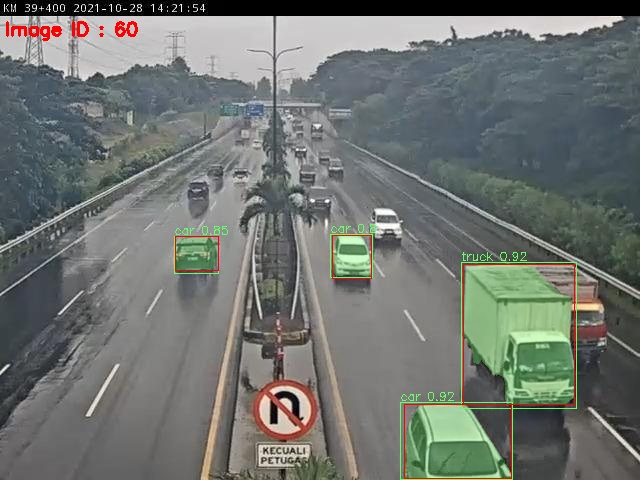 KM 39+400 2021-10-28 14:21:54
Image ID : 60
car 0.85
car 0.8
truck 0.92
car 0.92
KECUALI
PETUGAS